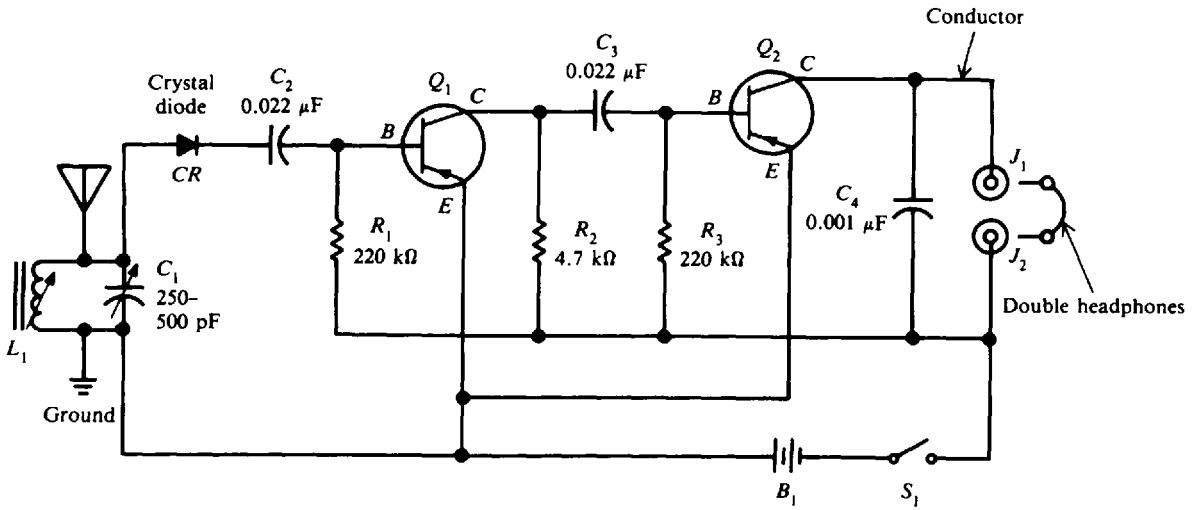 Conductor
C3
0.022 μF
Q2
C
B
E
Crystal
diode
CR
C2
0.022 μF
Q1
C
B
E
J1
C4
0.001 μF
R1
220 kΩ
R2
4.7 kΩ
R3
220 kΩ
J2
C1
250–
500 pF
Double headphones
L1
Ground
B1
S1